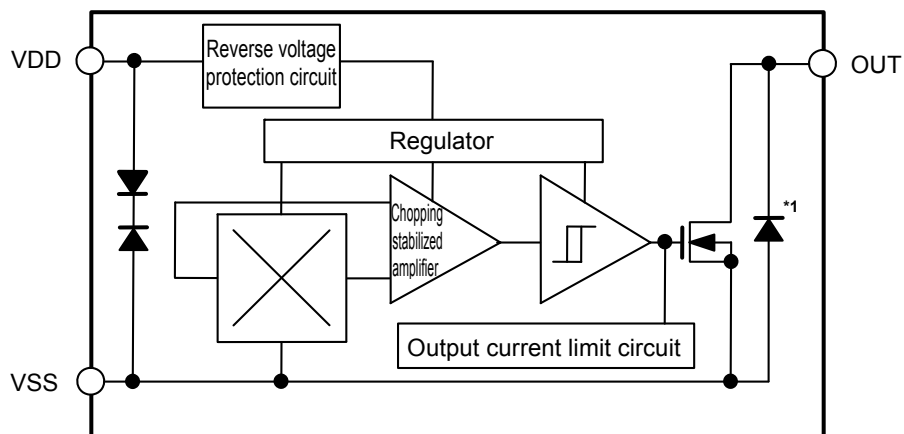 VDD
Reverse voltage
protection circuit
OUT
Regulator
Chopping
stabilized
amplifier
*1
Output current limit circuit
VSS